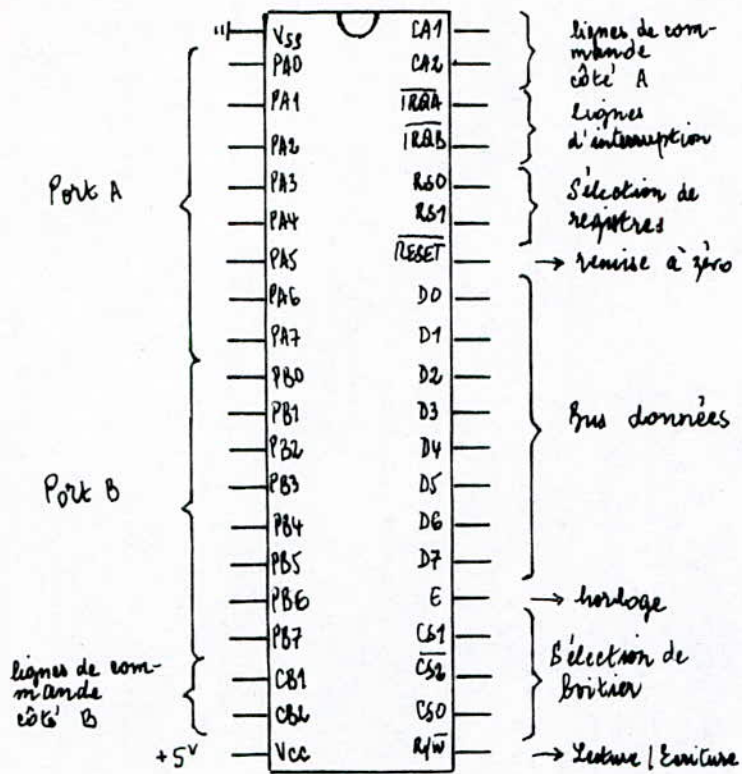 Vss
PA0
PA1
PA2
PA3
PA4
PA5
PA6
PA7
PB0
PB1
PB2
PB3
PB4
PB5
PB6
PB7
CB1
CB2
Vcc
CA1
CA2
IRQA
IRQB
RS0
RS1
RESET
D0
D1
D2
D3
D4
D5
D6
D7
E
CS1
CS2
CS0
R/W
Port A
Port B
lignes de com-
mande
côté B
+5V
lignes de com-
mande
côté A
lignes
d'interruption
Sélection de
registres
→ remise à zéro
Bus données
→ horloge
Sélection de
boitier
→ Lecture / Ecriture